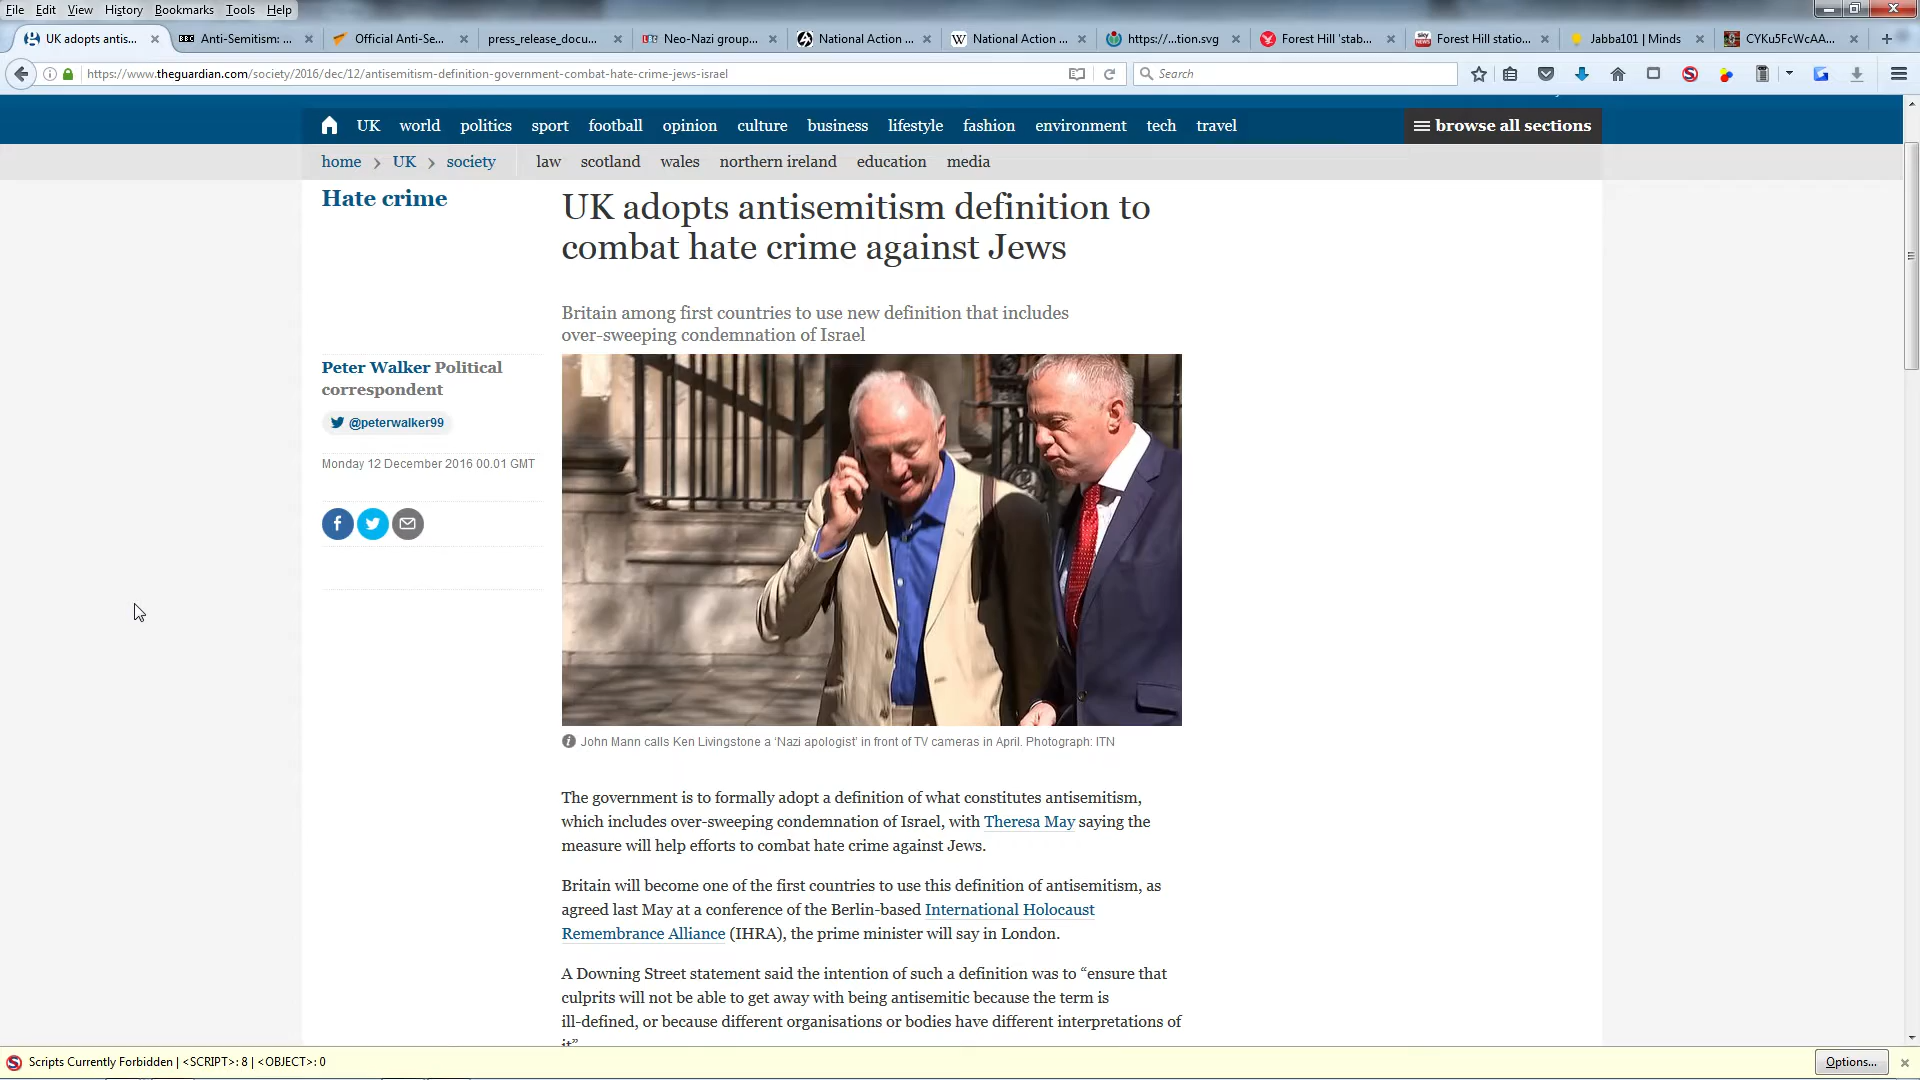 File Edit View History Bookmarks Tools Help
UK adopts antis... × Anti-Semitism: ... × Official Anti-Se... × press_release_docu... × Neo-Nazi group... × National Action ... × National Action ... × https://...tion.svg × Forest Hill 'stab... × Forest Hill statio... × Jabba101 | Minds × CYKu5FcWcAA... ×
https://www.theguardian.com/society/2016/dec/12/antisemitism-definition-government-combat-hate-crime-jews-israel
Search
UK world politics sport football opinion culture business lifestyle fashion environment tech travel browse all sections
home > UK > society law scotland wales northern ireland education media
Hate crime
UK adopts antisemitism definition to
combat hate crime against Jews
Britain among first countries to use new definition that includes
over-sweeping condemnation of Israel
Peter Walker Political
correspondent
@peterwalker99
Monday 12 December 2016 00.01 GMT
John Mann calls Ken Livingstone a ‘Nazi apologist’ in front of TV cameras in April. Photograph: ITN
The government is to formally adopt a definition of what constitutes antisemitism,
which includes over-sweeping condemnation of Israel, with Theresa May saying the
measure will help efforts to combat hate crime against Jews.
Britain will become one of the first countries to use this definition of antisemitism, as
agreed last May at a conference of the Berlin-based International Holocaust
Remembrance Alliance (IHRA), the prime minister will say in London.
A Downing Street statement said the intention of such a definition was to “ensure that
culprits will not be able to get away with being antisemitic because the term is
ill-defined, or because different organisations or bodies have different interpretations of
it”
Scripts Currently Forbidden | <SCRIPT>: 8 | <OBJECT>: 0
Options...